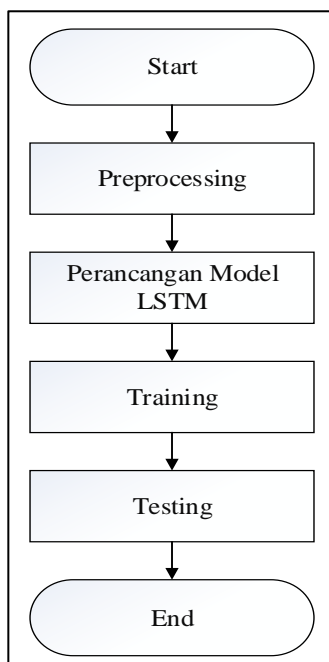 Start
Preprocessing
Perancangan Model
LSTM
Training
Testing
End